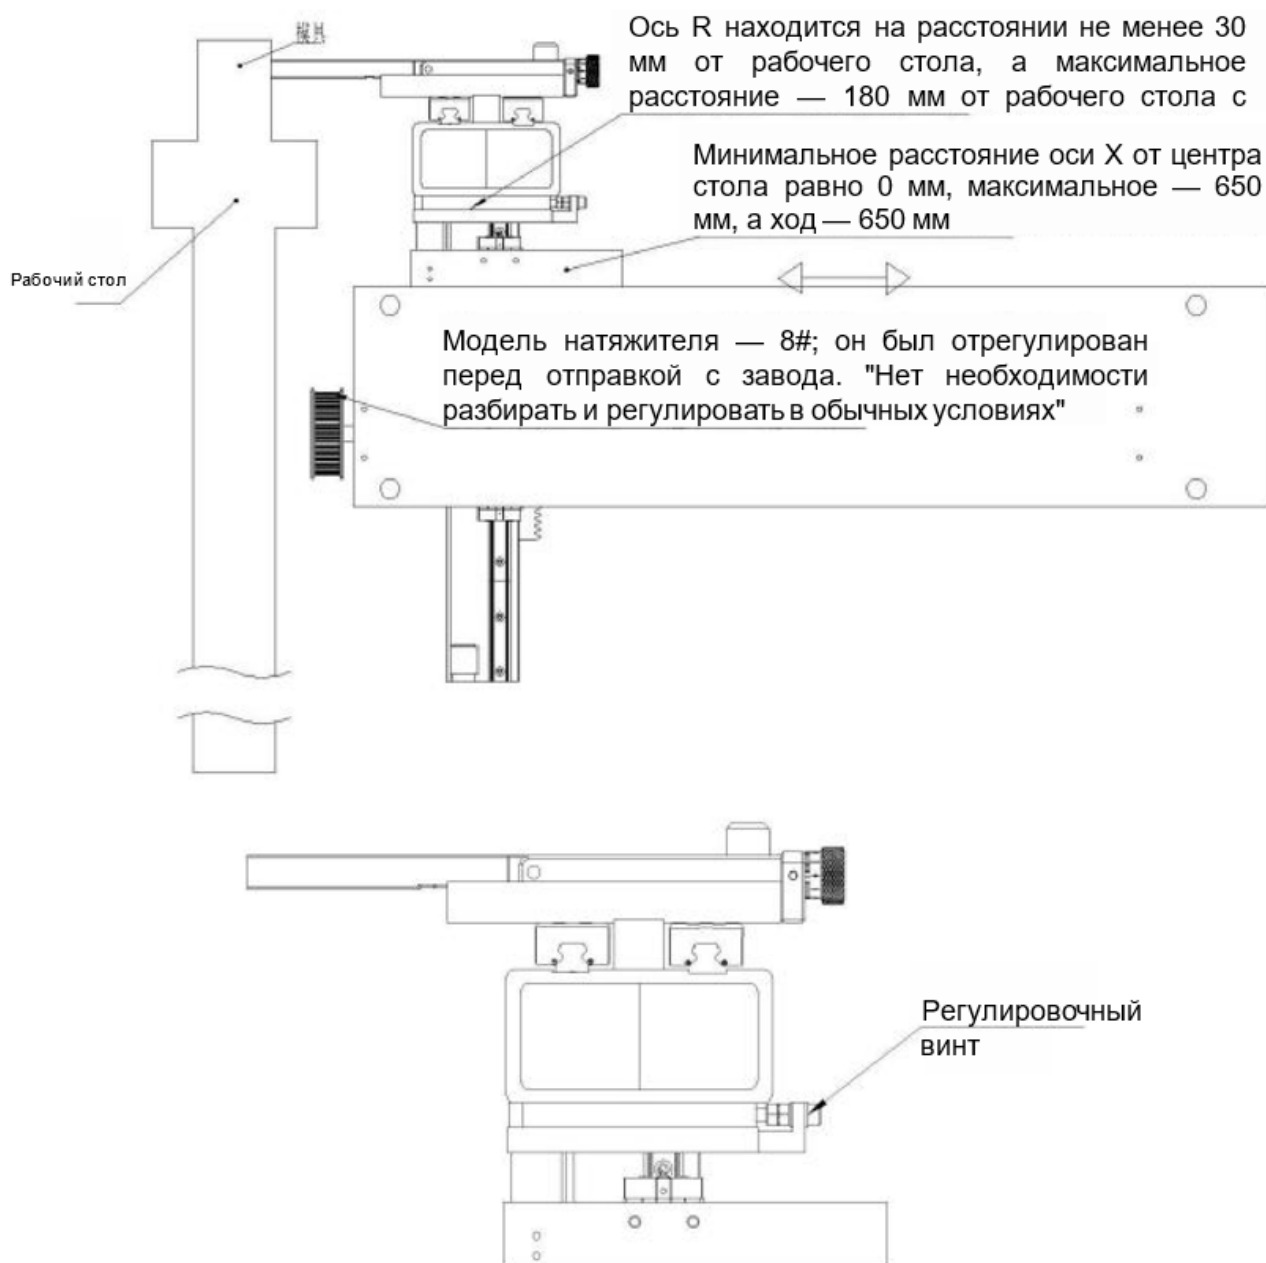 Ось R находится на расстоянии не менее 30
мм от рабочего стола, а максимальное
расстояние — 180 мм от рабочего стола с
Минимальное расстояние оси X от центра
стола равно 0 мм, максимальное — 650
мм, а ход — 650 мм
Рабочий стол
Модель натяжителя — 8#; он был отрегулирован
перед отправкой с завода. "Нет необходимости
разбирать и регулировать в обычных условиях"
Регулировочный
винт